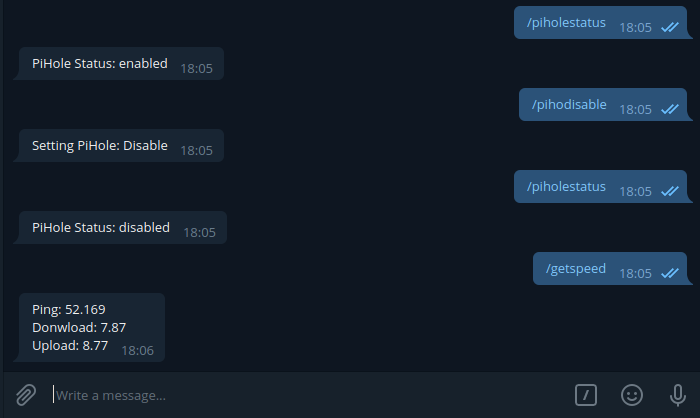 /piholestatus 18:05
PiHole Status: enabled 18:05
/pihodisable 18:05
Setting PiHole: Disable 18:05
/piholestatus 18:05
PiHole Status: disabled 18:05
/getspeed 18:05
Ping: 52.169
Donwload: 7.87
Upload: 8.77 18:06
Write a message...